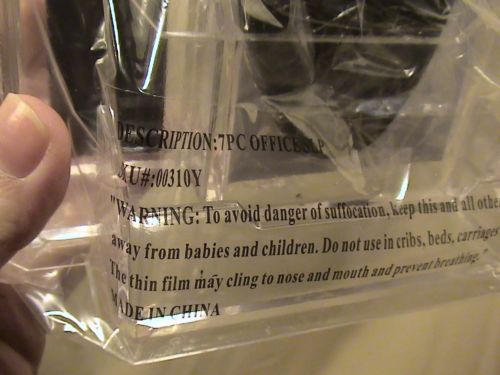 DESCRIPTION:7PC OFFICE
SKU#:00310Y
"WARNING: To avoid danger of suffocation, keep this and all othe
away from babies and children. Do not use in cribs, beds, carriages
The thin film may cling to nose and mouth and prevent breathing."
MADE IN CHINA